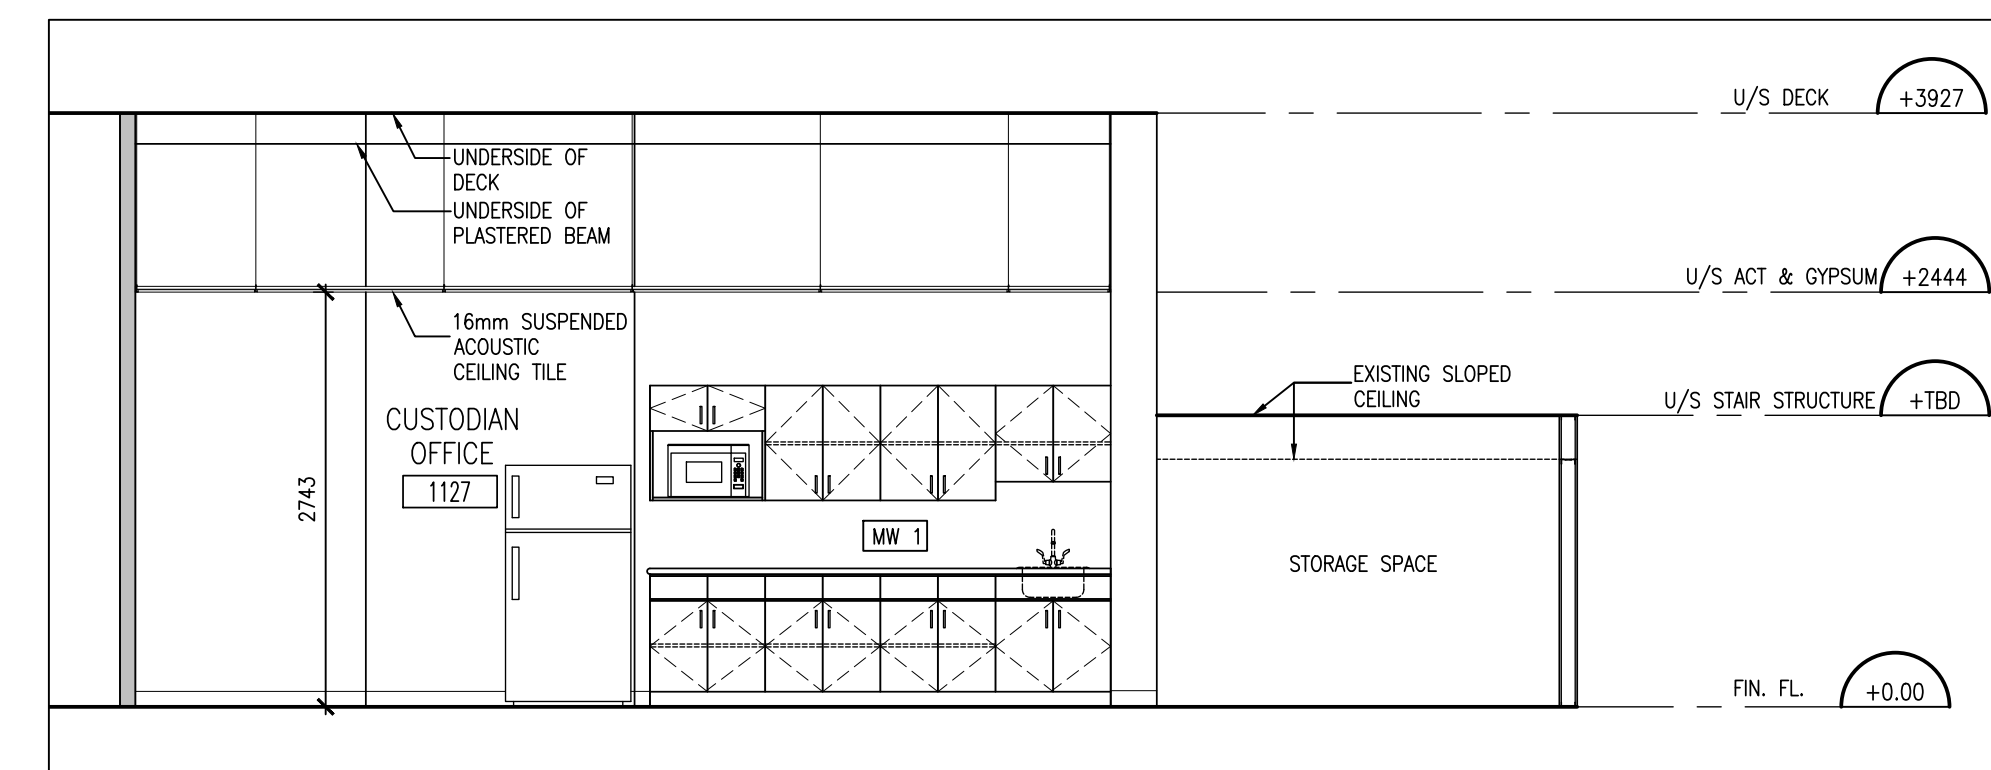 U/S DECK
+3927
UNDERSIDE OF
DECK
UNDERSIDE OF
PLASTERED BEAM
U/S ACT & GYPSUM
+2444
16mm SUSPENDED
ACOUSTIC
CEILING TILE
EXISTING SLOPED
CEILING
U/S STAIR STRUCTURE
+TBD
CUSTODIAN
OFFICE
1127
2743
MW 1
STORAGE SPACE
FIN. FL.
+0.00